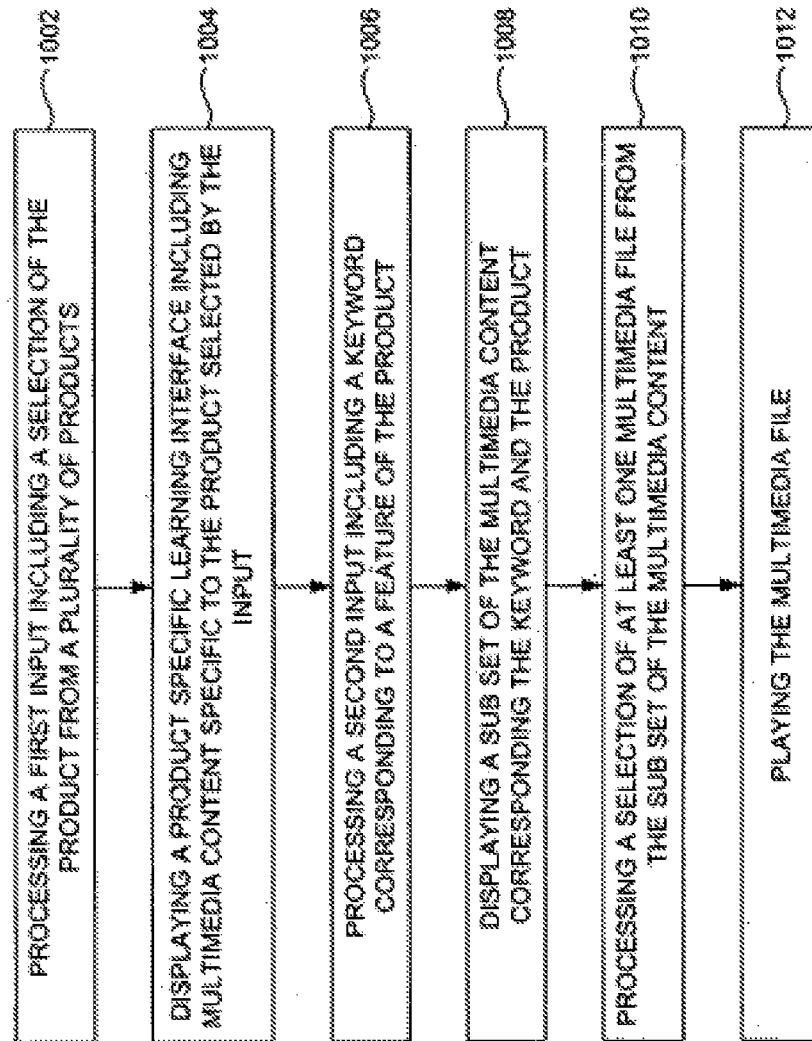 PROCESSING A FIRST INPUT INCLUDING A SELECTION OF THE
PRODUCT FROM A PLURALITY OF PRODUCTS
1002
DISPLAYING A PRODUCT SPECIFIC LEARNING INTERFACE INCLUDING
MULTIMEDIA CONTENT SPECIFIC TO THE PRODUCT SELECTED BY THE
INPUT
1004
PROCESSING A SECOND INPUT INCLUDING A KEYWORD
CORRESPONDING TO A FEATURE OF THE PRODUCT
1006
DISPLAYING A SUB SET OF THE MULTIMEDIA CONTENT
CORRESPONDING THE KEYWORD AND THE PRODUCT
1008
PROCESSING A SELECTION OF AT LEAST ONE MULTIMEDIA FILE FROM
THE SUB SET OF THE MULTIMEDIA CONTENT
1010
PLAYING THE MULTIMEDIA FILE
1012